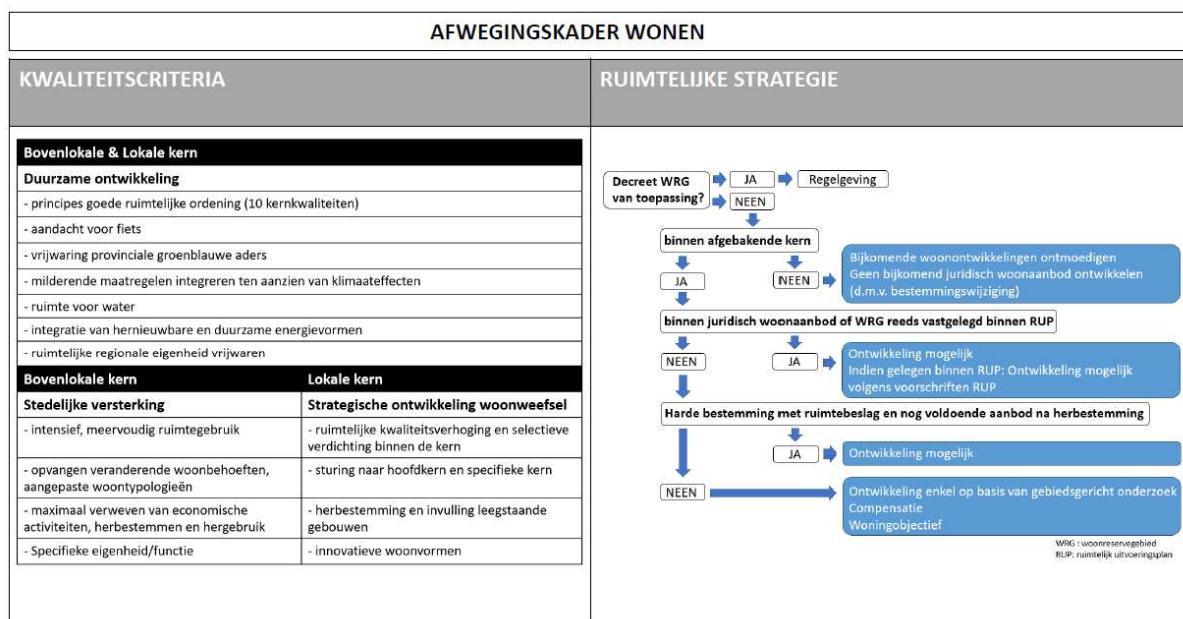 AFWEGINGSKADER WONEN
KWALITEITSCRITERIA
Bovenlokale & Lokale kern
Duurzame ontwikkeling
- principes goede ruimtelijke ordening (10 kernkwaliteiten)
- aandacht voor fiets
- vrijwaring provinciale groenblauwe aders
- milderende maatregelen integreren ten aanzien van klimaateffecten
- ruimte voor water
- integratie van hernieuwbare en duurzame energievormen
- ruimtelijke regionale eigenheid vrijwaren
Bovenlokale kern
Lokale kern
Stedelijke versterking
Strategische ontwikkeling woonweefsel
- intensief, meervoudig ruimtegebruik
- ruimtelijke kwaliteitsverhoging en selectieve
verdichting binnen de kern
- opvangen veranderende woonbehoeften,
aangepaste woontypologieën
- sturing naar hoofdkern en specifieke kern
- maximaal verweven van economische
activiteiten, herbestemmen en hergebruik
- herbestemming en invulling leegstaande
gebouwen
- Specifieke eigenheid/functie
- innovatieve woonvormen
RUIMTELIJKE STRATEGIE
Decreet WRG
van toepassing?
JA
Regelgeving
NEEN
binnen afgebakende kern
JA
NEEN
Bijkomende woonontwikkelingen ontmoedigen
Geen bijkomend juridisch woonaanbod ontwikkelen
(d.m.v. bestemmingswijziging)
binnen juridisch woonaanbod of WRG reeds vastgelegd binnen RUP
NEEN
JA
Ontwikkeling mogelijk
Indien gelegen binnen RUP: Ontwikkeling mogelijk
volgens voorschriften RUP
Harde bestemming met ruimtebeslag en nog voldoende aanbod na herbestemming
JA
Ontwikkeling mogelijk
NEEN
Ontwikkeling enkel op basis van gebiedsgericht onderzoek
Compensatie
Woningobjectief
WRG : woonreservegebied
RUP: ruimtelijk uitvoeringsplan